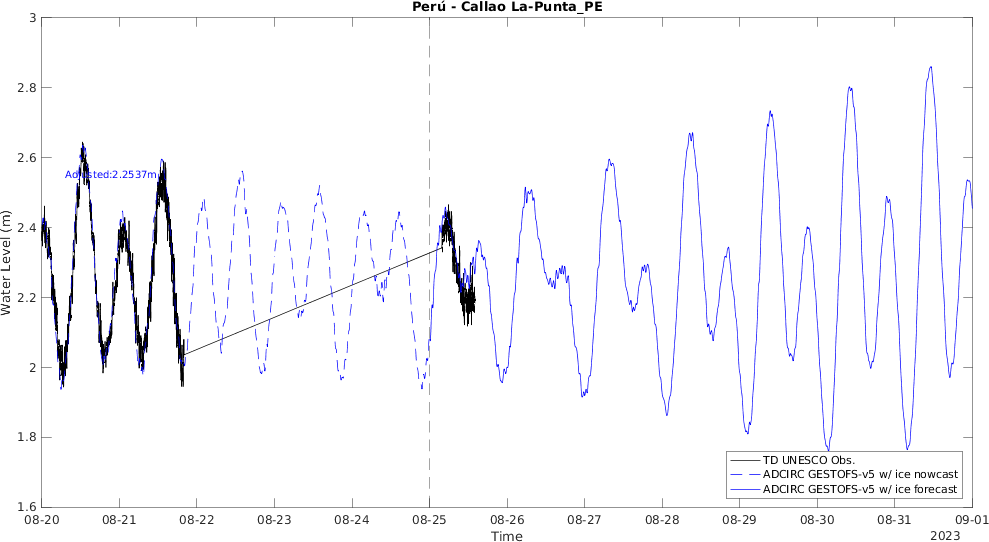 Perú - Callao La-Punta_PE
3
2.8
2.6
2.4
2.2
2
1.8
1.6
Water Level (m)
Adjusted:2.2537m
TD UNESCO Obs.
ADCIRC GESTOFS-v5 w/ ice nowcast
ADCIRC GESTOFS-v5 w/ ice forecast
08-20 08-21 08-22 08-23 08-24 08-25 08-26 08-27 08-28 08-29 08-30 08-31 09-01
Time
2023